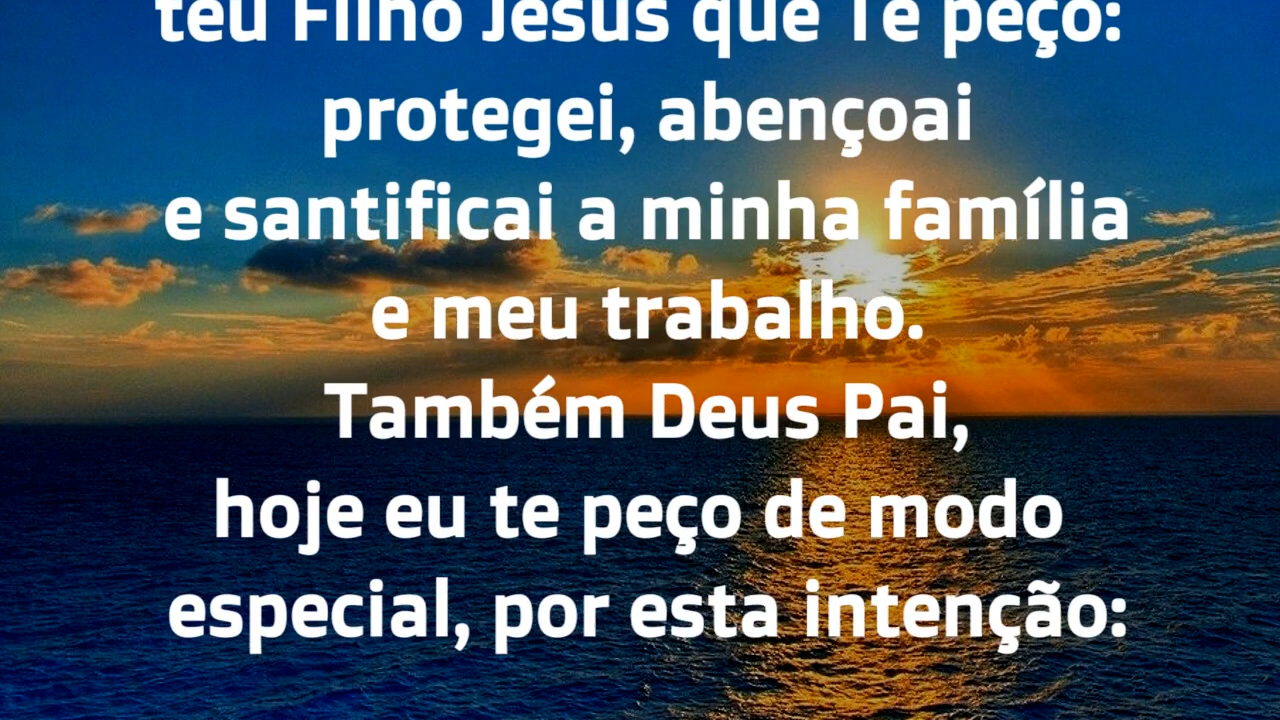 teu Filho Jesus que Te peço:
protegei, abençoai
e santificai a minha família
e meu trabalho.
Também Deus Pai,
hoje eu te peço de modo
especial, por esta intenção: